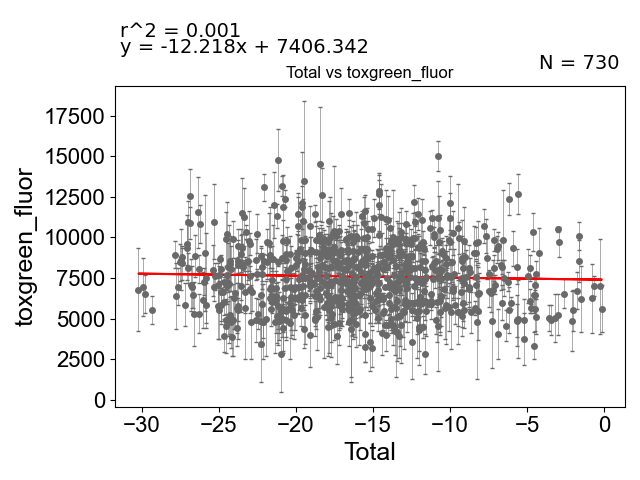 r^2 = 0.001
y = -12.218x + 7406.342
N = 730
Total vs toxgreen_fluor
17500
15000
12500
10000
7500
5000
2500
0
toxgreen_fluor
−30 −25 −20 −15 −10 −5 0
Total